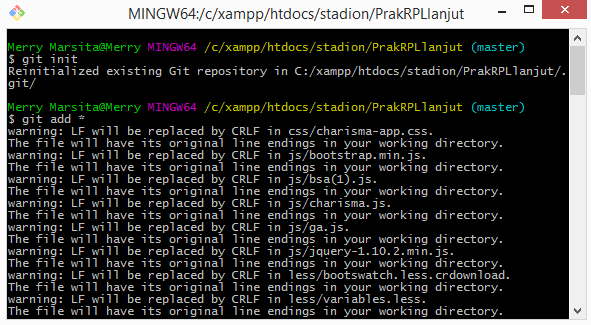 MINGW64:/c/xampp/htdocs/stadion/PrakRPLlanjut
Merry Marsita@Merry MINGW64 /c/xampp/htdocs/stadion/PrakRPLlanjut (master)
$ git init
Reinitialized existing Git repository in C:/xampp/htdocs/stadion/PrakRPLlanjut/.
git/
Merry Marsita@Merry MINGW64 /c/xampp/htdocs/stadion/PrakRPLlanjut (master)
$ git add *
warning: LF will be replaced by CRLF in css/charisma-app.css.
The file will have its original line endings in your working directory.
warning: LF will be replaced by CRLF in js/bootstrap.min.js.
The file will have its original line endings in your working directory.
warning: LF will be replaced by CRLF in js/bsa(1).js.
The file will have its original line endings in your working directory.
warning: LF will be replaced by CRLF in js/charisma.js.
The file will have its original line endings in your working directory.
warning: LF will be replaced by CRLF in js/ga.js.
The file will have its original line endings in your working directory.
warning: LF will be replaced by CRLF in js/jquery-1.10.2.min.js.
The file will have its original line endings in your working directory.
warning: LF will be replaced by CRLF in less/bootswatch.less.crdownload.
The file will have its original line endings in your working directory.
warning: LF will be replaced by CRLF in less/variables.less.
The file will have its original line endings in your working directory.